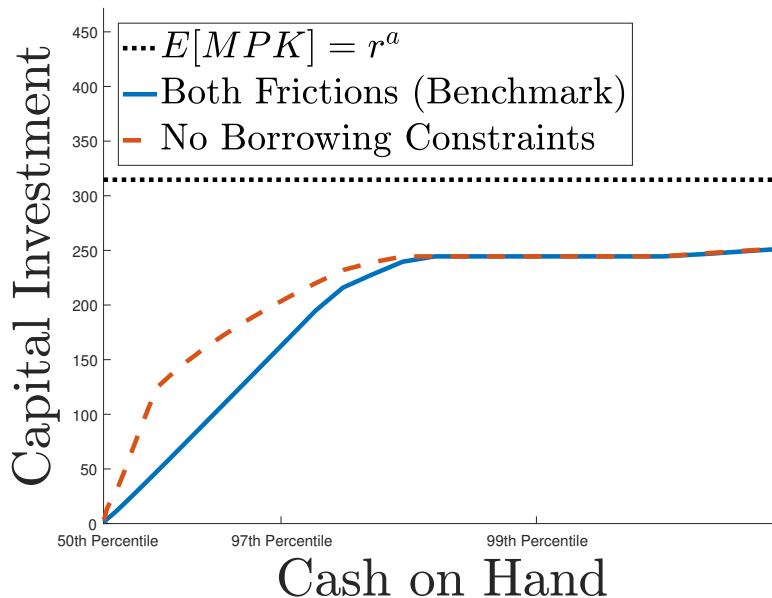 E[MPK] = r^a
Both Frictions (Benchmark)
No Borrowing Constraints
Capital Investment
450
400
350
300
250
200
150
100
50
0
50th Percentile
97th Percentile
99th Percentile
Cash on Hand